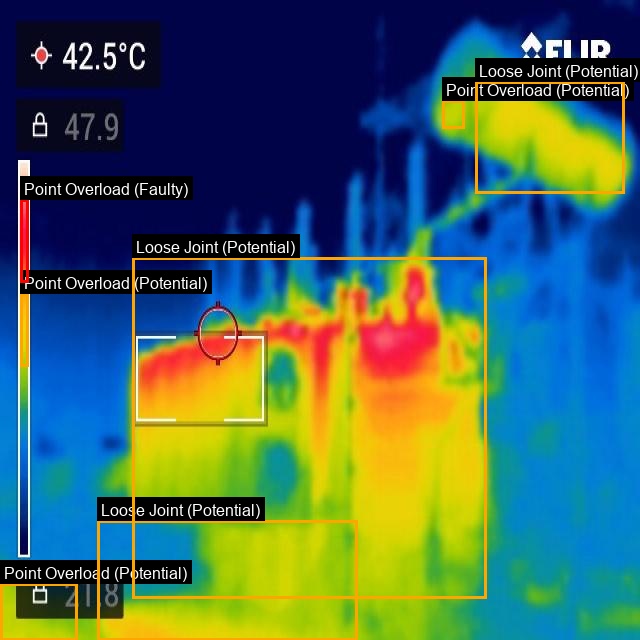 42.5°C
FLIR
Loose Joint (Potential)
Point Overload (Potential)
47.9
Point Overload (Faulty)
Loose Joint (Potential)
Point Overload (Potential)
Loose Joint (Potential)
Point Overload (Potential)
21.8